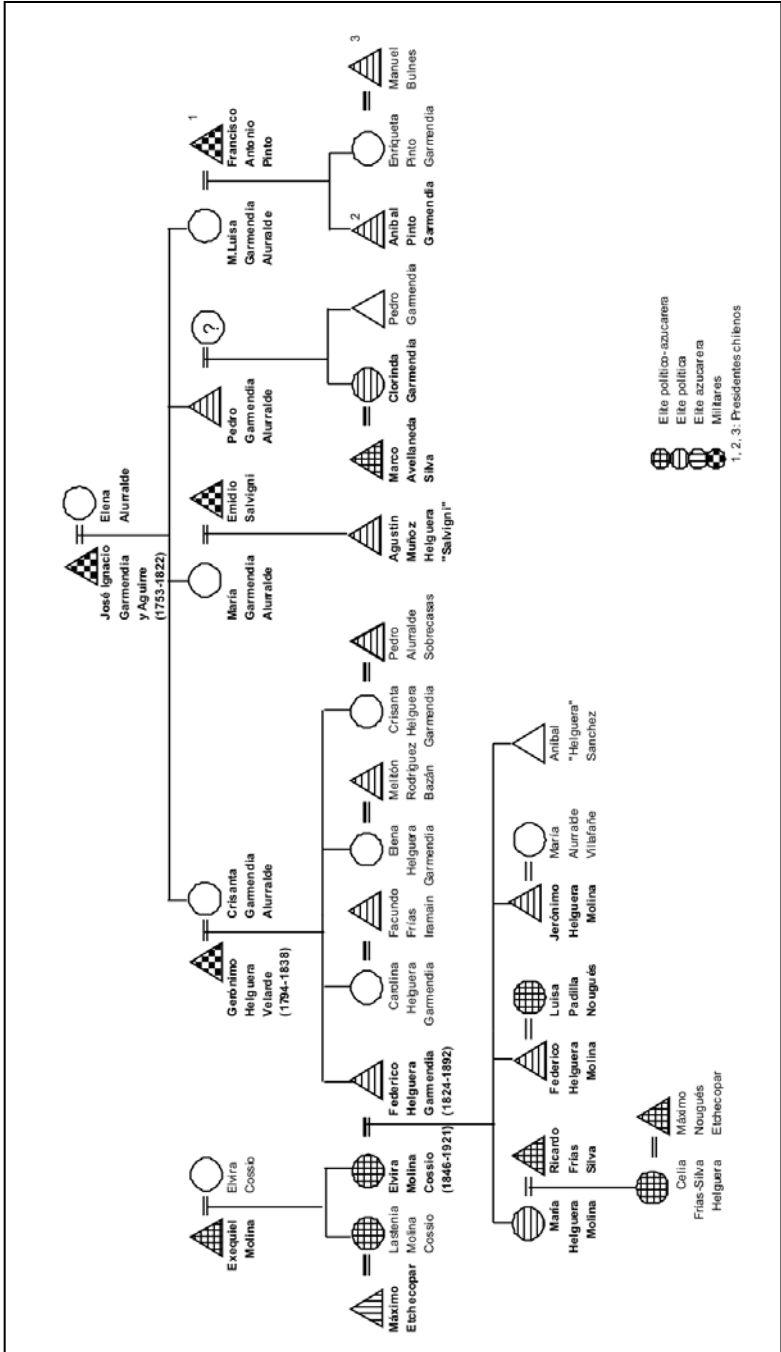 José Ignacio
Garmendia
y Aguirre
(1753-1822)
Elena
Alurralde
Gerónimo
Helguera
Velarde
(1794-1838)
Crisanta
Garmendia
Alurralde
María
Garmendia
Alurralde
Emidio
Salvigni
Pedro
Garmendia
Alurralde
?
M.Luisa
Garmendia
Alurralde
1
Francisco
Antonio
Pinto
Exequiel
Molina
Elvira
Cossio
Federico
Helguera
Garmendia
(1824-1892)
Carolina
Helguera
Garmendia
Facundo
Frías
Iramain
Elena
Helguera
Garmendia
Melitón
Rodríguez
Bazán
Crisanta
Helguera
Garmendia
Pedro
Alurralde
Sobrecasas
Agustín
Muñoz
Helguera
"Salvigni"
Marco
Avellaneda
Silva
Clorinda
Garmendia
Pedro
Garmendia
2
Aníbal
Pinto
Garmendia
Enriqueta
Pinto
Garmendia
3
Manuel
Bulnes
Máximo
Etchecopar
Lastenia
Molina
Cossio
Elvira
Molina
Cossio
(1846-1921)
María
Helguera
Molina
Ricardo
Frías
Silva
Federico
Helguera
Molina
Luisa
Padilla
Nougués
Jerónimo
Helguera
Molina
María
Alurralde
Villafañe
Aníbal
"Helguera"
Sanchez
Celia
Frías-Silva
Helguera
Máximo
Nougués
Etchecopar
Elite político-azucarera
Elite política
Elite azucarera
Militares
1, 2, 3: Presidentes chilenos